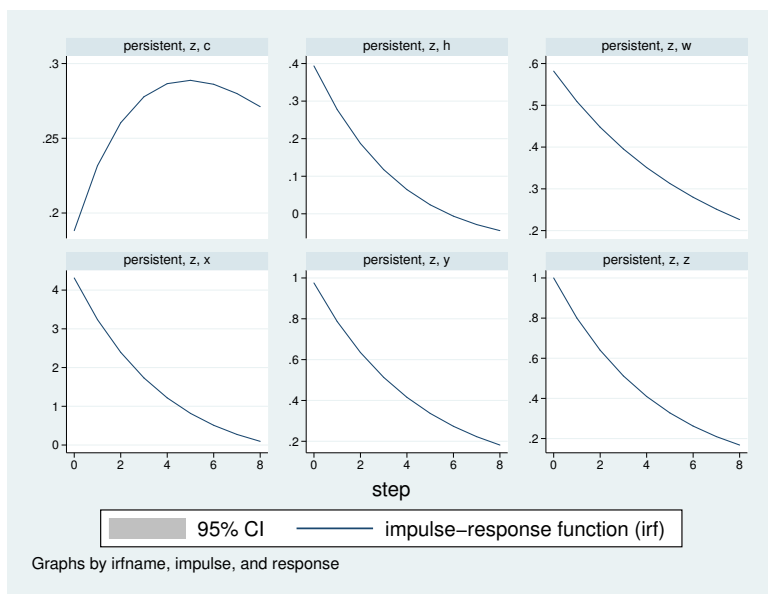 persistent, z, c
persistent, z, h
persistent, z, w
.3
.25
.2
.4
.3
.2
.1
0
.6
.5
.4
.3
.2
persistent, z, x
persistent, z, y
persistent, z, z
4
3
2
1
0
1
.8
.6
.4
.2
1
.8
.6
.4
.2
0 2 4 6 8
0 2 4 6 8
0 2 4 6 8
step
95% CI
impulse−response function (irf)
Graphs by irfname, impulse, and response